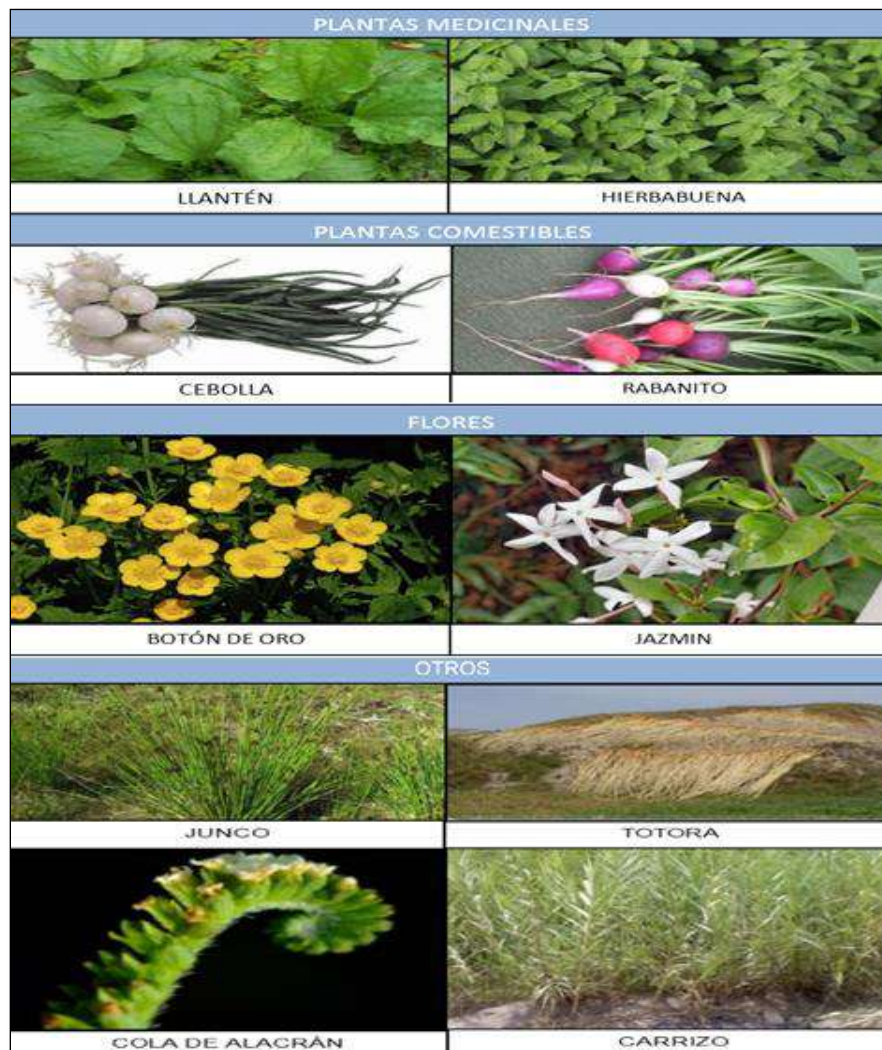 PLANTAS MEDICINALES
LLANTÉN
HIERBABUENA
PLANTAS COMESTIBLES
CEBOLLA
RABANITO
FLORES
BOTÓN DE ORO
JAZMIN
OTROS
JUNCO
TOTORA
COLA DE ALACRÁN
CARRIZO